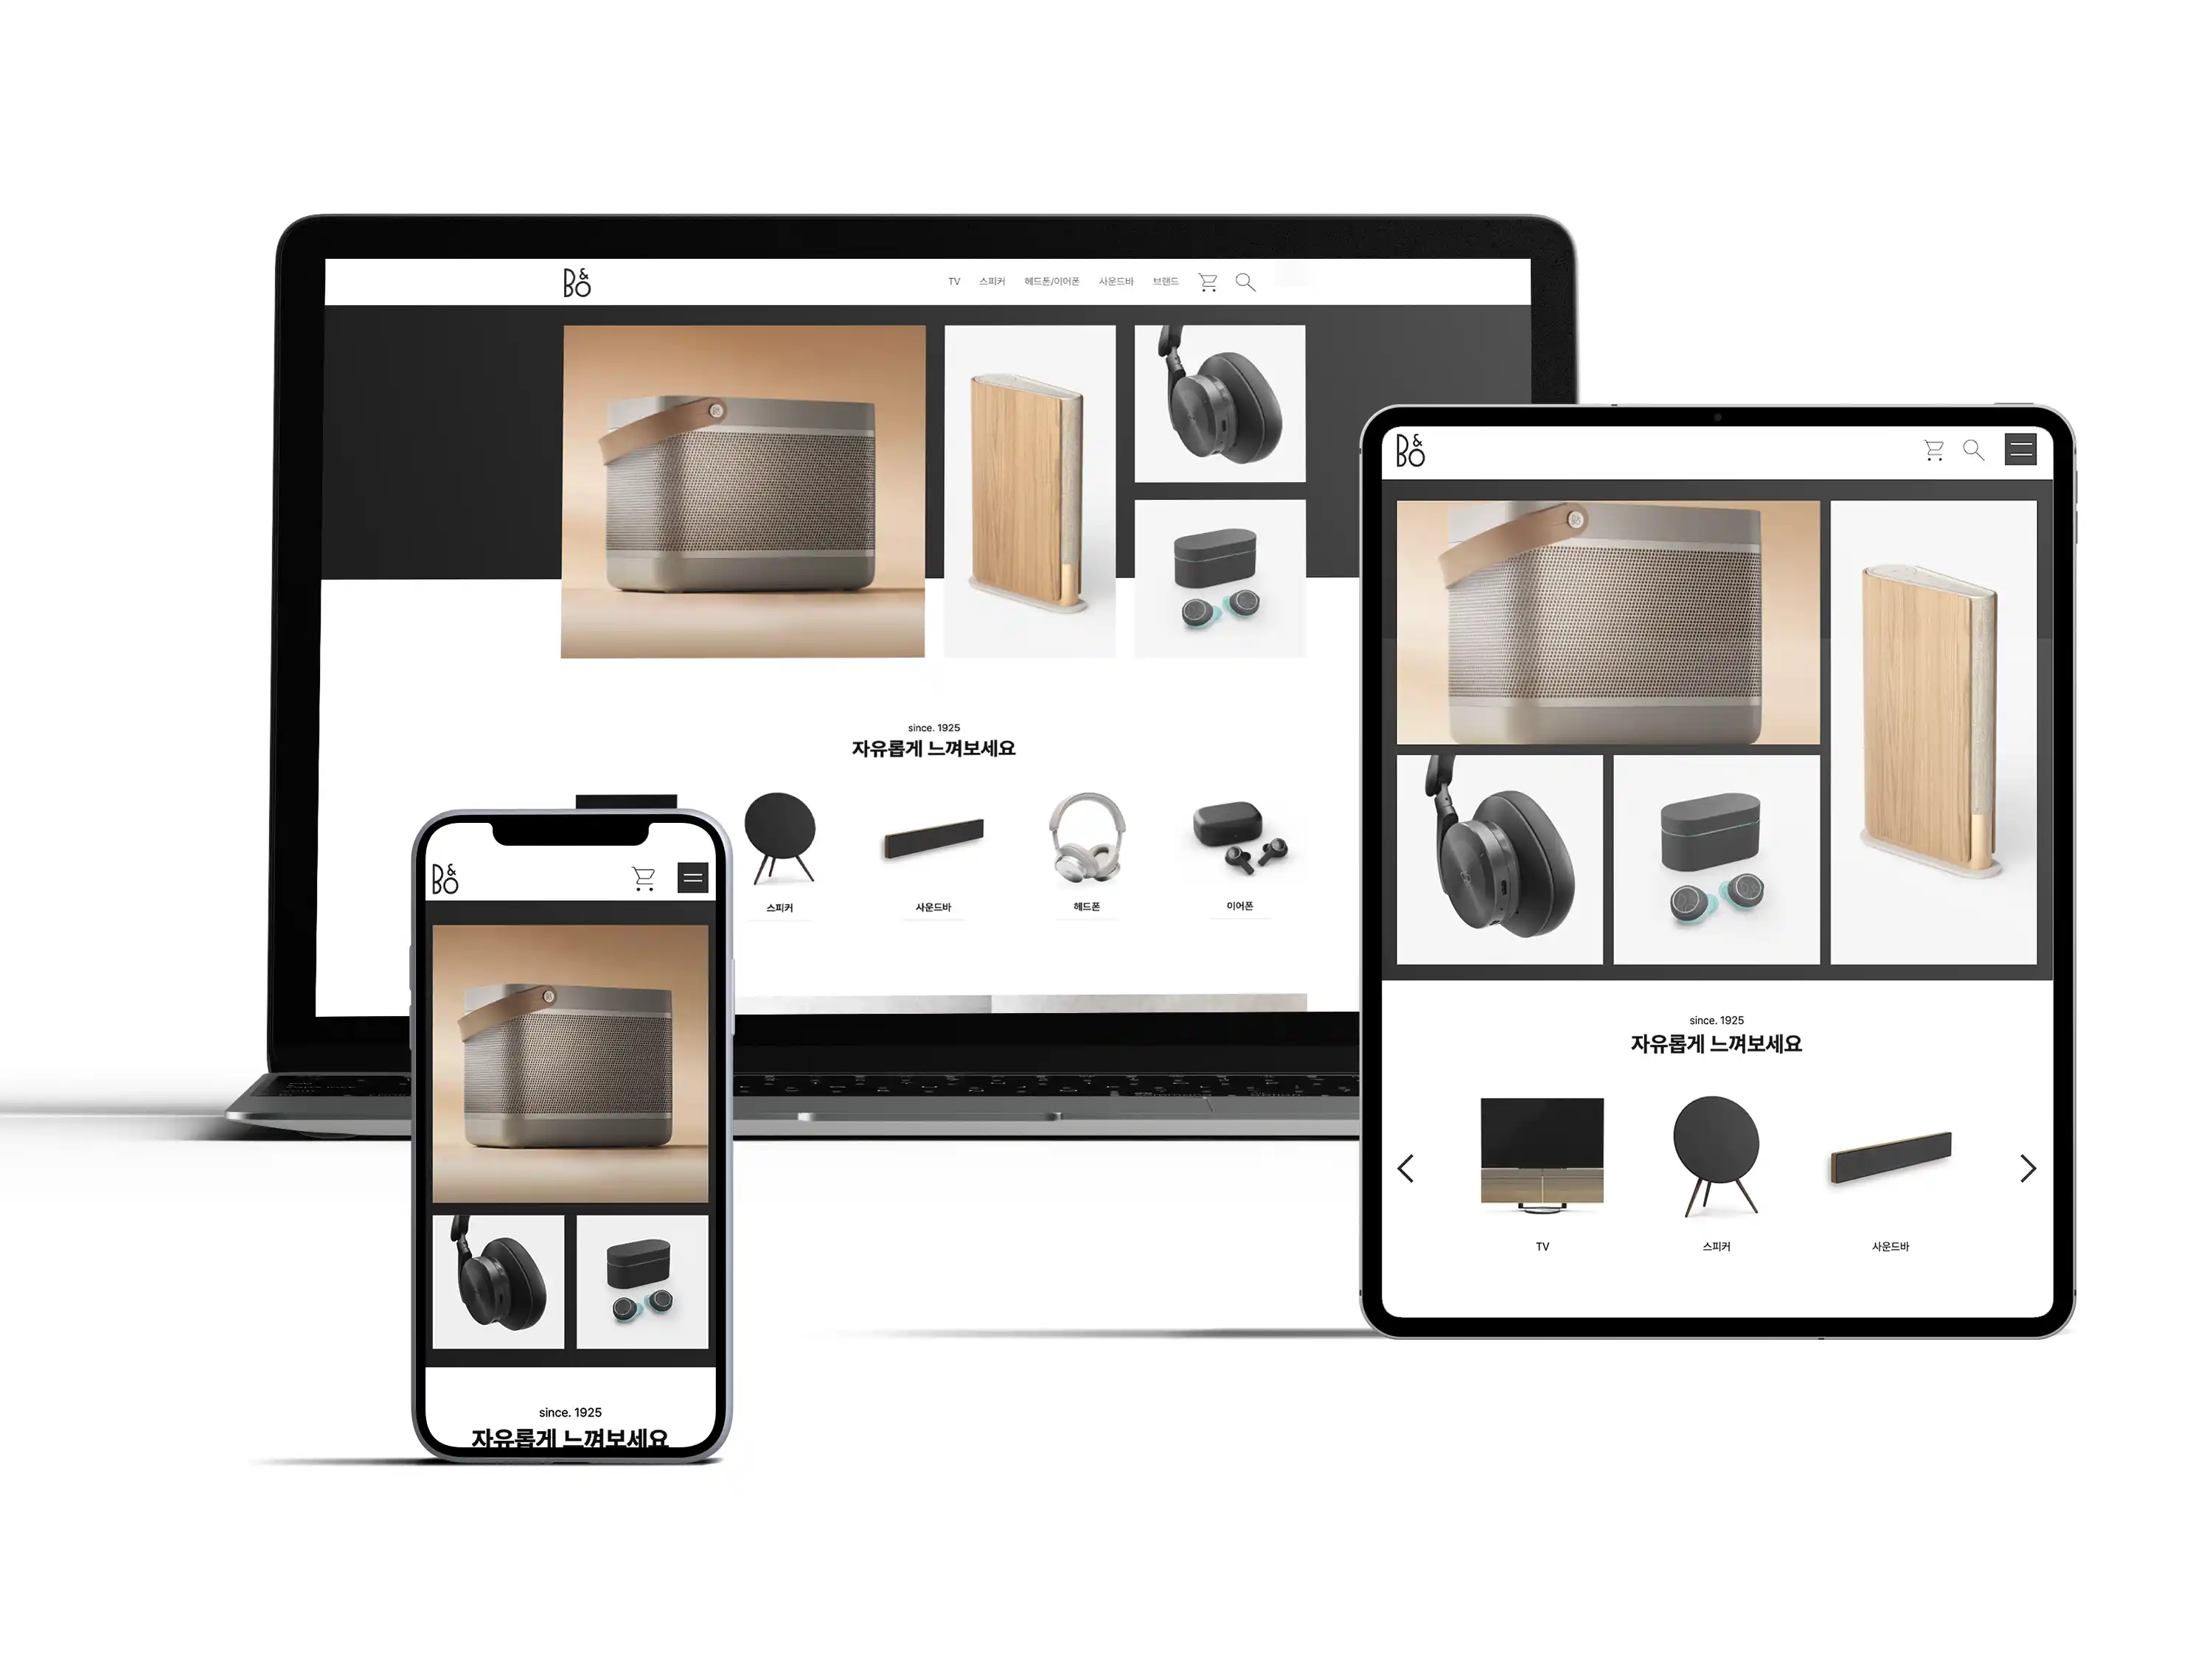 B&O
TV 스피커 헤드폰/이어폰 사운드바 브랜드
since. 1925
자유롭게 느껴보세요
스피커 사운드바 헤드폰 이어폰
B&O
since. 1925
자유롭게 느껴보세요
TV 스피커 사운드바
B&O
since. 1925
자유롭게 느껴보세요